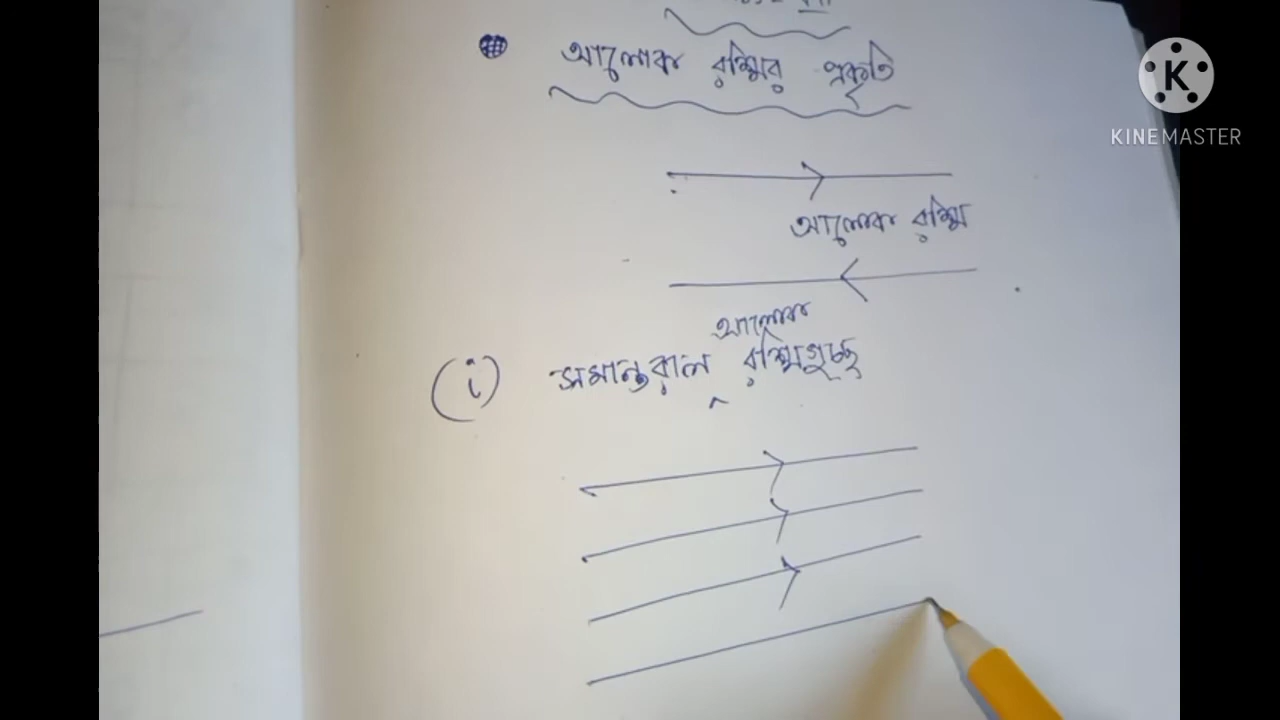 আলোক রশ্মির প্রকৃতি
আলোক রশ্মি
আলোক
(i) সমান্তরাল ^ রশ্মিগুচ্ছ
K
KINEMASTER